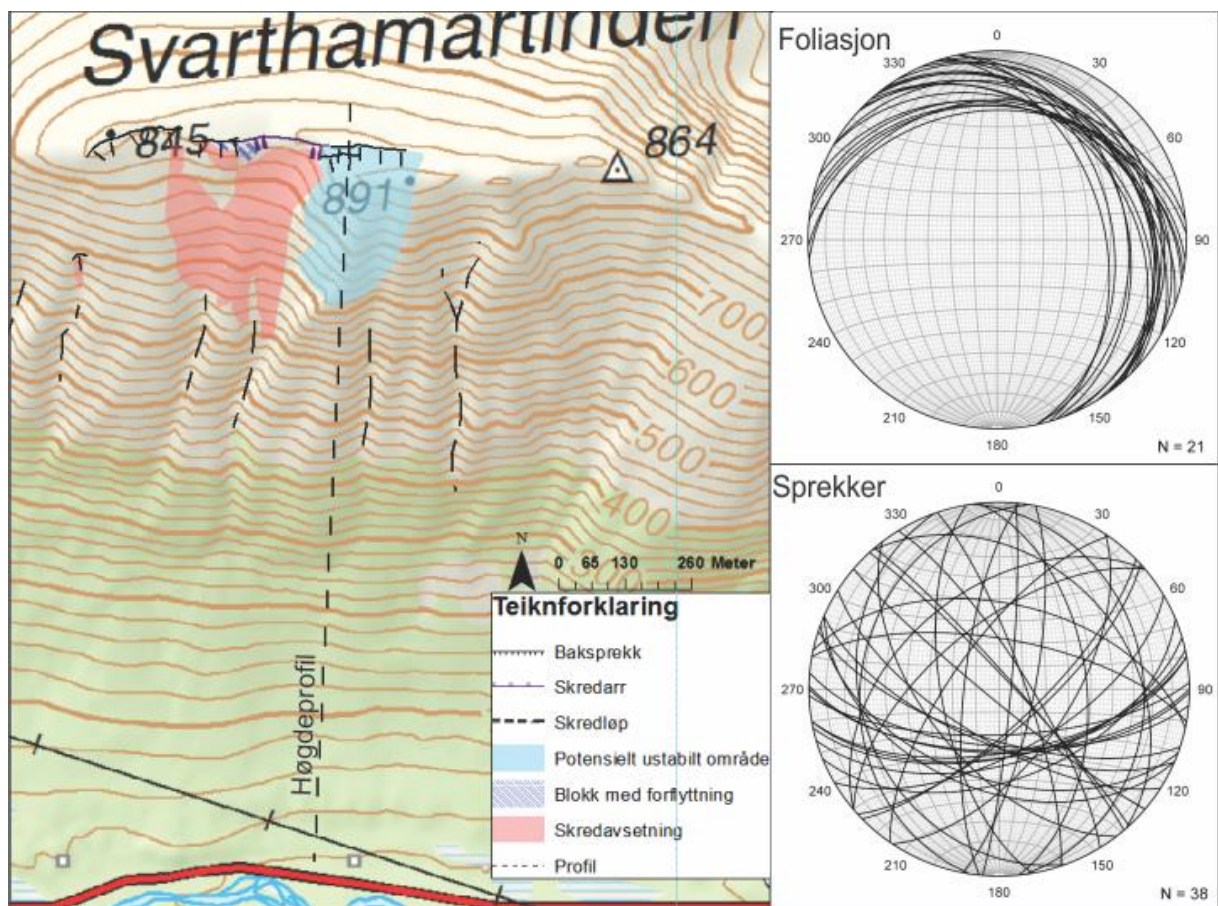 Svarthamartinden
845
864
891
700
600
500
400
Høgdeprofil
N
0 65 130 260 Meter
Teiknforklaring
Baksprekk
Skredarr
Skredløp
Potensielt ustabilt område
Blokk med forflyttning
Skredavsetning
Profil
Foliasjon
0
330
30
300
60
270
90
240
120
210
150
180
N = 21
Sprekker
0
330
30
300
60
270
90
240
120
210
150
180
N = 38